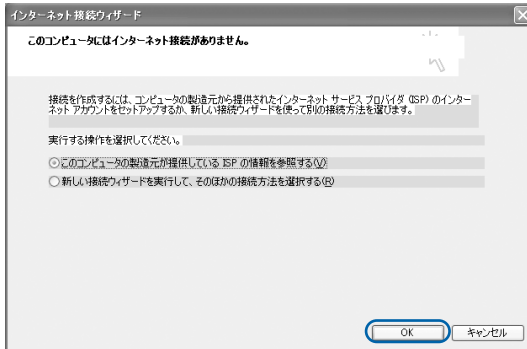 インターネット接続ウィザード
このコンピュータにはインターネット接続がありません。
接続を作成するには、コンピュータの製造元から提供されたインターネット サービス プロバイダ (ISP) のインター
ネット アカウントをセットアップするか、新しい接続ウィザードを使って別の接続方法を選びます。
実行する操作を選択してください。
このコンピュータの製造元が提供している ISP の情報を参照する(V)
新しい接続ウィザードを実行して、そのほかの接続方法を選択する(R)
OK キャンセル